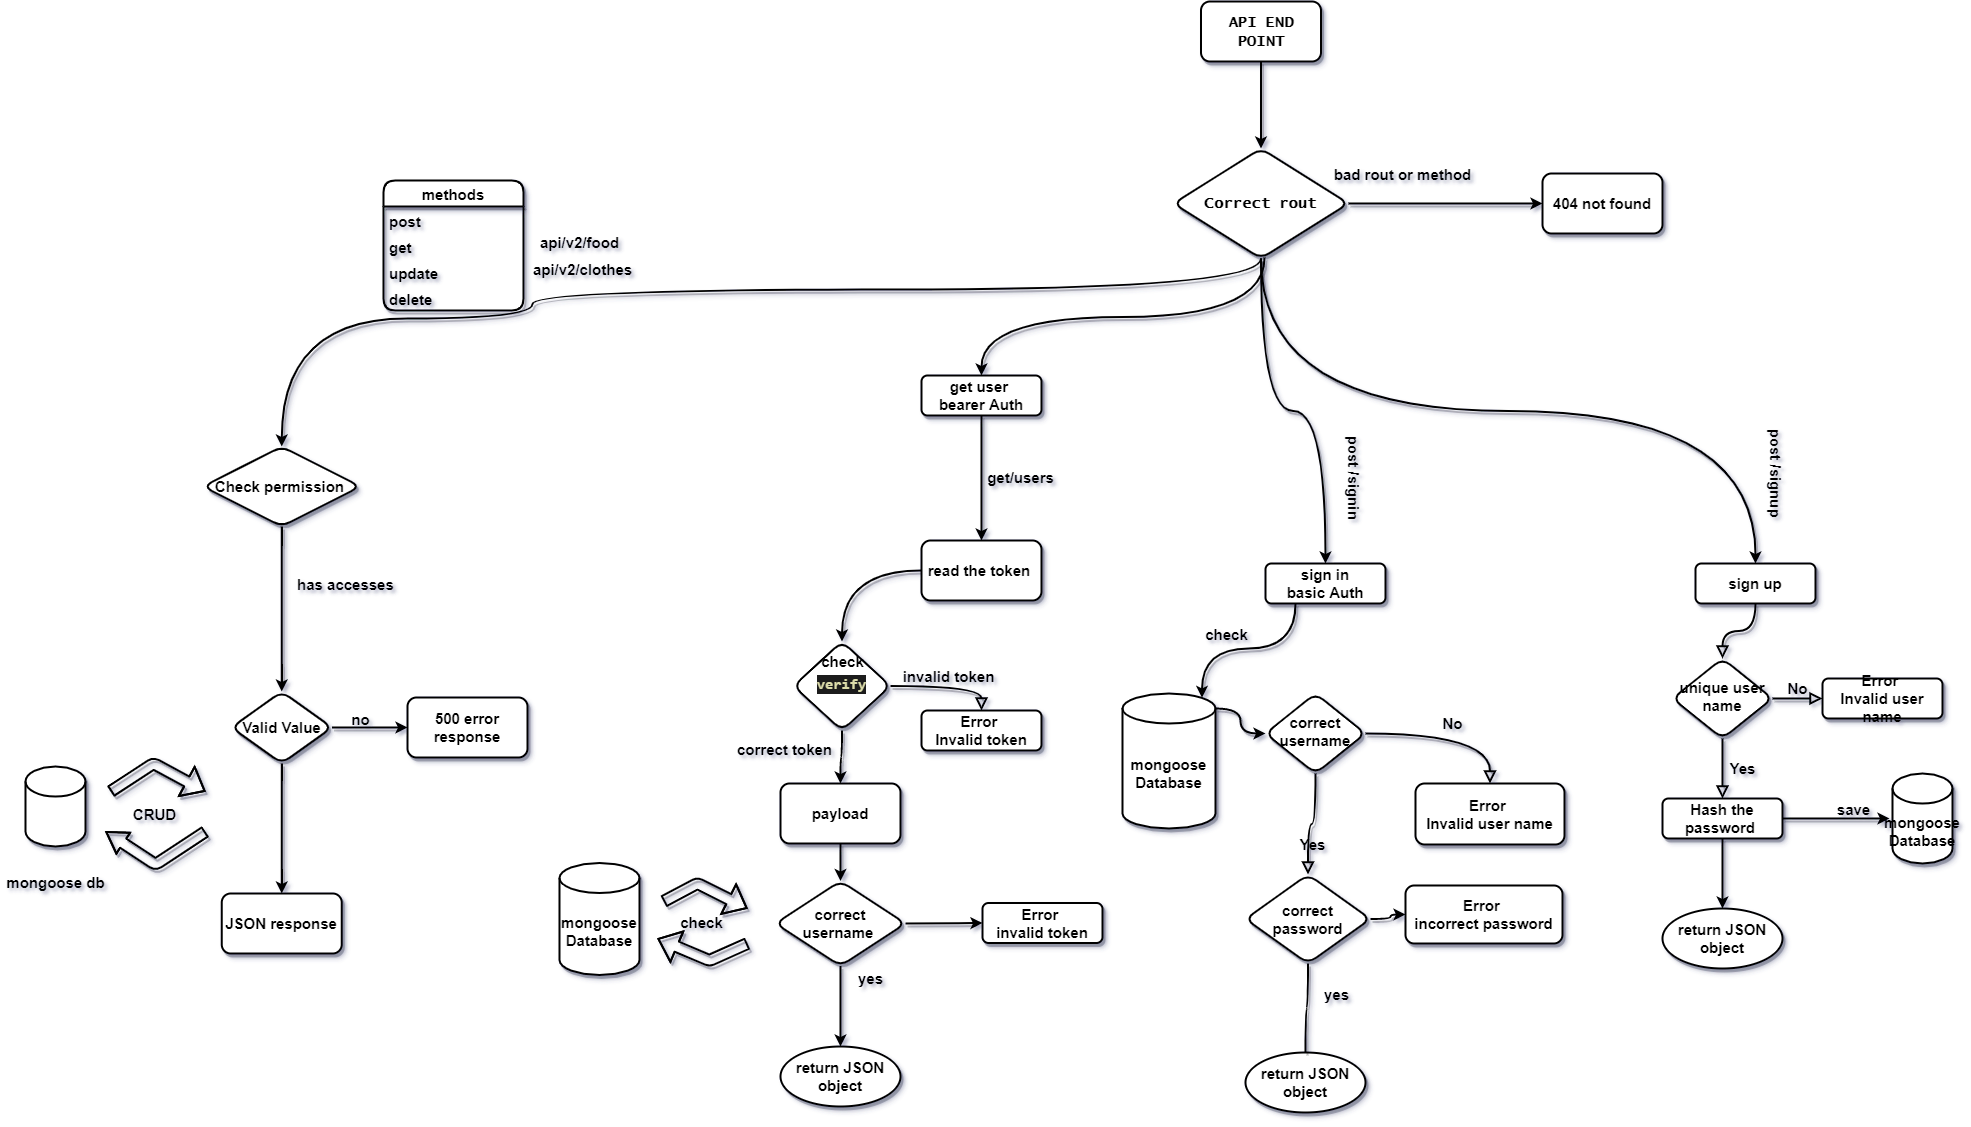 API END
POINT
Correct rout
bad rout or method
404 not found
methods
post
get
update
delete
api/v2/food
api/v2/clothes
Check permission
has accesses
Valid Value
no
500 error
response
CRUD
mongoose db
JSON response
get user
bearer Auth
get/users
read the token
check
verify
invalid token
Error
Invalid token
correct token
payload
mongoose
Database
check
correct
username
Error
invalid token
yes
return JSON
object
post /signin
sign in
basic Auth
check
mongoose
Database
correct
username
No
Error
Invalid user name
Yes
correct
password
Error
incorrect password
yes
return JSON
object
post /signup
sign up
unique user
name
No
Error
Invalid user
name
Yes
Hash the
password
save
mongoose
Database
return JSON
object